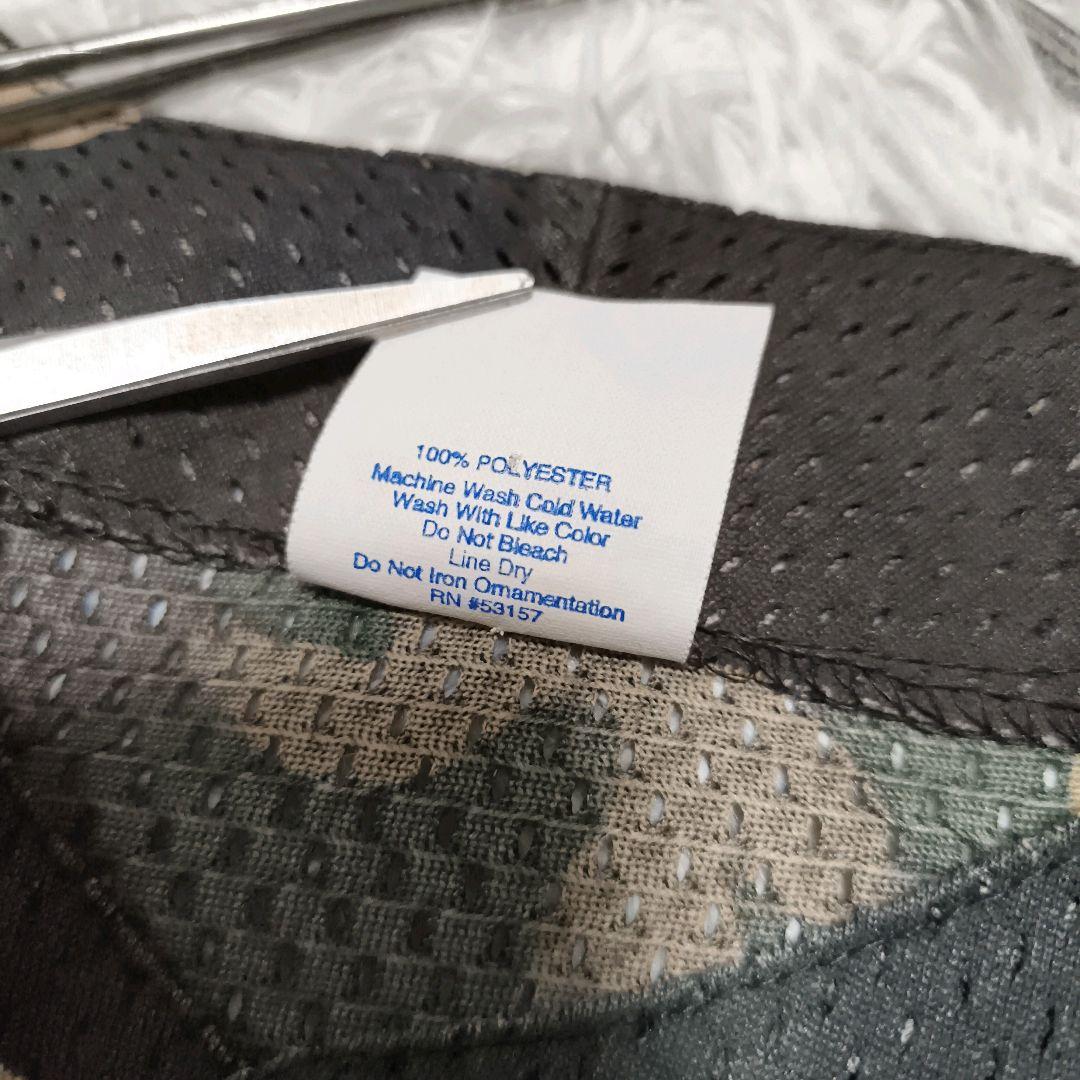 100% POLYESTER
Machine Wash Cold Water
Wash With Like Color
Do Not Bleach
Line Dry
Do Not Iron Ornamentation
RN #53157